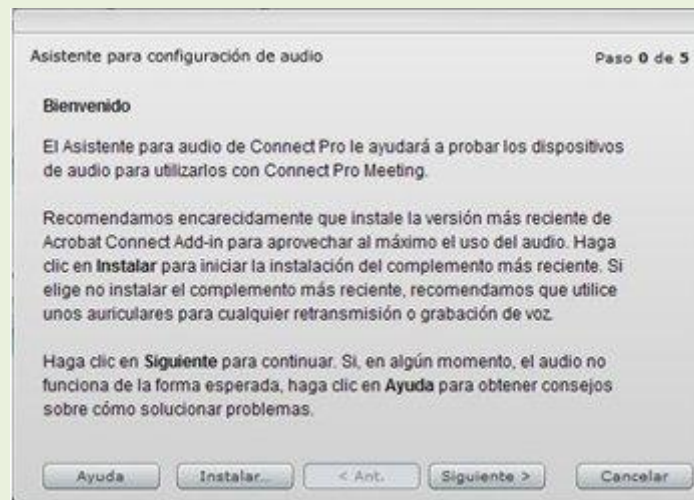 Asistente para configuración de audio
Paso 0 de 5
Bienvenido
El Asistente para audio de Connect Pro le ayudará a probar los dispositivos
de audio para utilizarlos con Connect Pro Meeting.
Recomendamos encarecidamente que instale la versión más reciente de
Acrobat Connect Add-in para aprovechar al máximo el uso del audio. Haga
clic en Instalar para iniciar la instalación del complemento más reciente. Si
elige no instalar el complemento más reciente, recomendamos que utilice
unos auriculares para cualquier retransmisión o grabación de voz.
Haga clic en Siguiente para continuar. Si, en algún momento, el audio no
funciona de la forma esperada, haga clic en Ayuda para obtener consejos
sobre cómo solucionar problemas.
Ayuda
Instalar...
< Ant.
Siguiente >
Cancelar